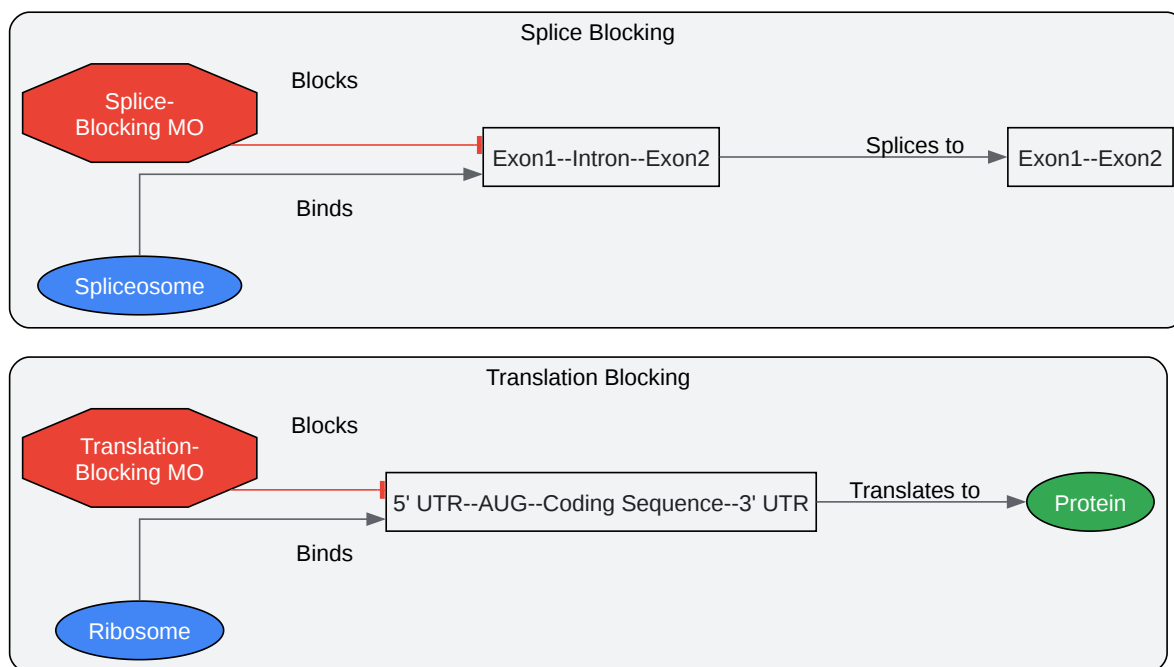 Splice Blocking
Splice-
Blocking MO
Blocks
Exon1--Intron--Exon2
Splices to
Exon1--Exon2
Binds
Spliceosome
Translation Blocking
Translation-
Blocking MO
Blocks
5' UTR--AUG--Coding Sequence--3' UTR
Translates to
Protein
Binds
Ribosome